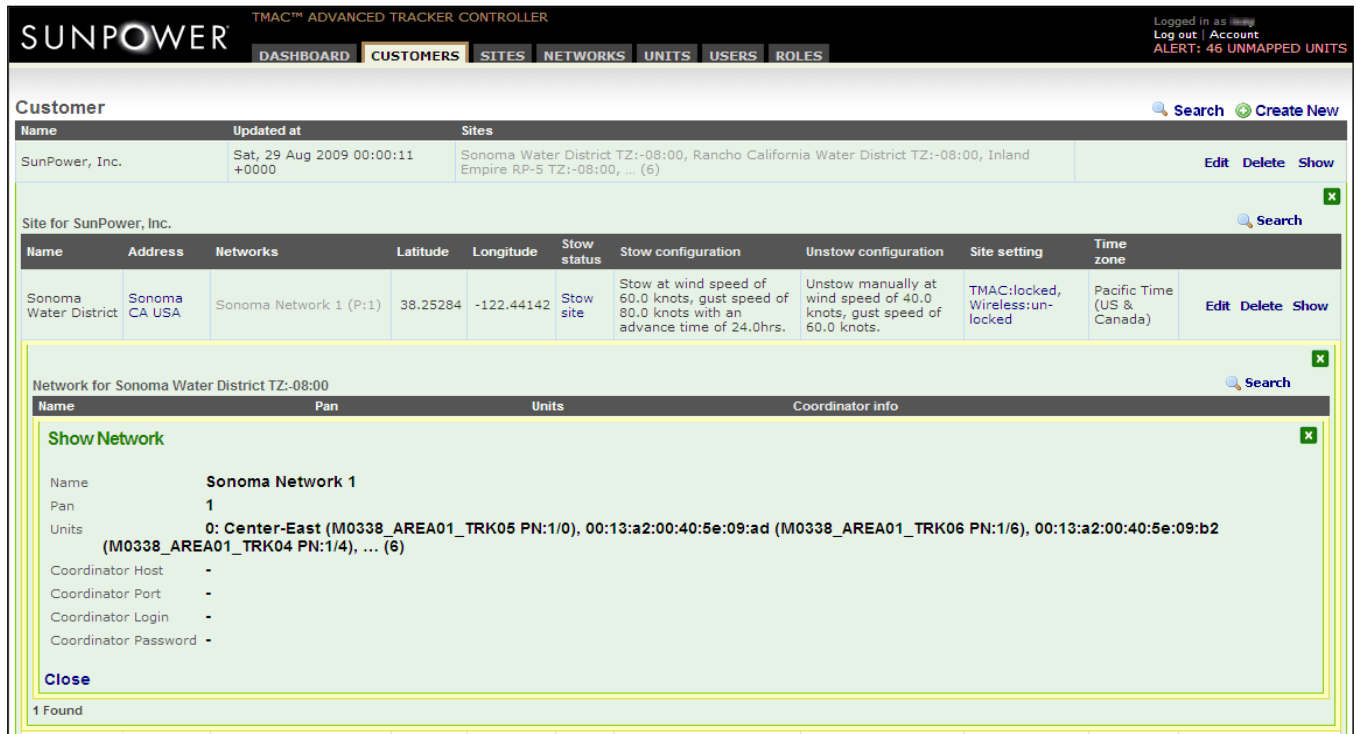 SUNPOWER®
TMAC™ ADVANCED TRACKER CONTROLLER
Logged in as
Log out | Account
ALERT: 46 UNMAPPED UNITS
DASHBOARD CUSTOMERS SITES NETWORKS UNITS USERS ROLES
Customer
Search Create New
Name Updated at Sites
SunPower, Inc.
Sat, 29 Aug 2009 00:00:11
+0000
Sonoma Water District TZ:-08:00, Rancho California Water District TZ:-08:00, Inland
Empire RP-5 TZ:-08:00, ... (6)
Edit Delete Show
x
Site for SunPower, Inc.
Search
Name Address Networks Latitude Longitude
Stow
status
Stow configuration Unstow configuration Site setting
Time
zone
Sonoma
Water District
Sonoma
CA USA
Sonoma Network 1 (P:1)
38.25284
-122.44142
Stow
site
Stow at wind speed of
60.0 knots, gust speed of
80.0 knots with an
advance time of 24.0hrs.
Unstow manually at
wind speed of 40.0
knots, gust speed of
60.0 knots.
TMAC:locked,
Wireless:un-
locked
Pacific Time
(US &
Canada)
Edit Delete Show
x
Network for Sonoma Water District TZ:-08:00
Search
Name Pan Units Coordinator info
Show Network
x
Name Sonoma Network 1
Pan 1
Units 0: Center-East (M0338_AREA01_TRK05 PN:1/0), 00:13:a2:00:40:5e:09:ad (M0338_AREA01_TRK06 PN:1/6), 00:13:a2:00:40:5e:09:b2
(M0338_AREA01_TRK04 PN:1/4), ... (6)
Coordinator Host -
Coordinator Port -
Coordinator Login -
Coordinator Password -
Close
1 Found